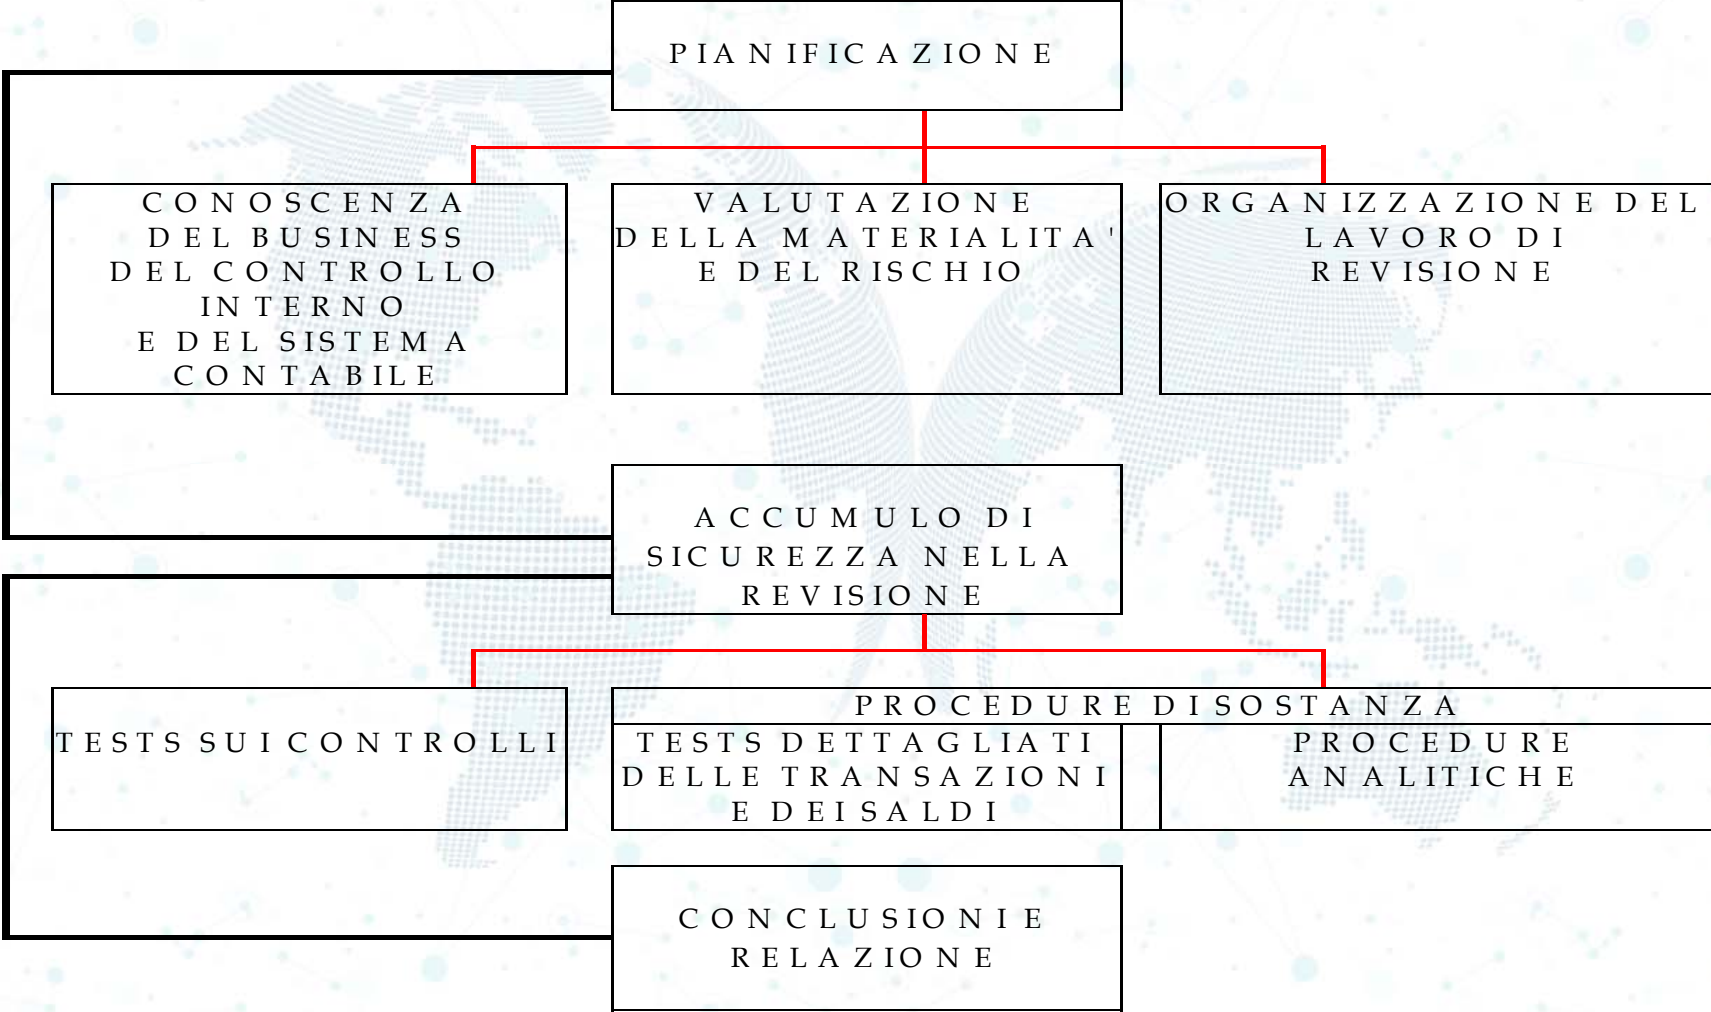 PIANIFICAZIONE
CONOSCENZA
DEL BUSINESS
DEL CONTROLLO
INTERNO
E DEL SISTEMA
CONTABILE
VALUTAZIONE
DELLA MATERIALITA'
E DEL RISCHIO
ORGANIZZAZIONE DEL
LAVORO DI
REVISIONE
ACCUMULO DI
SICUREZZA NELLA
REVISIONE
TESTS SUI CONTROLLI
PROCEDURE DI SOSTANZA
TESTS DETTAGLIATI
DELLE TRANSAZIONI
E DEI SALDI
PROCEDURE
ANALITICHE
CONCLUSIONI E
RELAZIONE